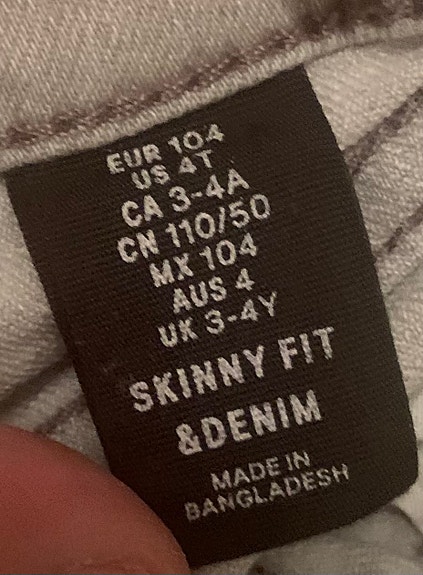 EUR 104
US 4T
CA 3-4A
CN 110/50
MX 104
AUS 4
UK 3-4Y
SKINNY FIT
&DENIM
MADE IN
BANGLADESH